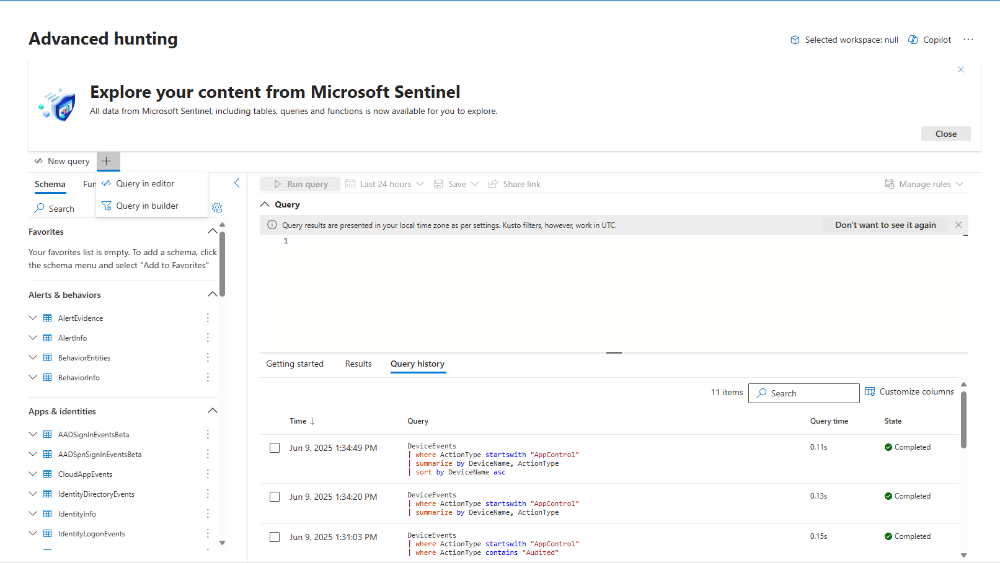 Advanced hunting
Selected workspace: null
Copilot
Explore your content from Microsoft Sentinel
All data from Microsoft Sentinel, including tables, queries and functions is now available for you to explore.
Close
New query
Query in editor
Query in builder
Schema
Fun
Search
Favorites
Your favorites list is empty. To add a schema, click
the schema menu and select "Add to Favorites"
Alerts & behaviors
AlertEvidence
AlertInfo
BehaviorEntities
BehaviorInfo
Apps & identities
AADSignInEventsBeta
AADSpnSignInEventsBeta
CloudAppEvents
IdentityDirectoryEvents
IdentityInfo
IdentityLogonEvents
Run query
Last 24 hours
Save
Share link
Manage rules
Query
Query results are presented in your local time zone as per settings. Kusto filters, however, work in UTC.
Don't want to see it again
1
Getting started
Results
Query history
11 items
Search
Customize columns
Time ↓
Query
Query time
State
Jun 9, 2025 1:34:49 PM
DeviceEvents
| where ActionType startswith "AppControl"
| summarize by DeviceName, ActionType
| sort by DeviceName asc
0.11s
Completed
Jun 9, 2025 1:34:20 PM
DeviceEvents
| where ActionType startswith "AppControl"
| summarize by DeviceName, ActionType
0.13s
Completed
Jun 9, 2025 1:31:03 PM
DeviceEvents
| where ActionType startswith "AppControl"
| where ActionType contains "Audited"
0.15s
Completed